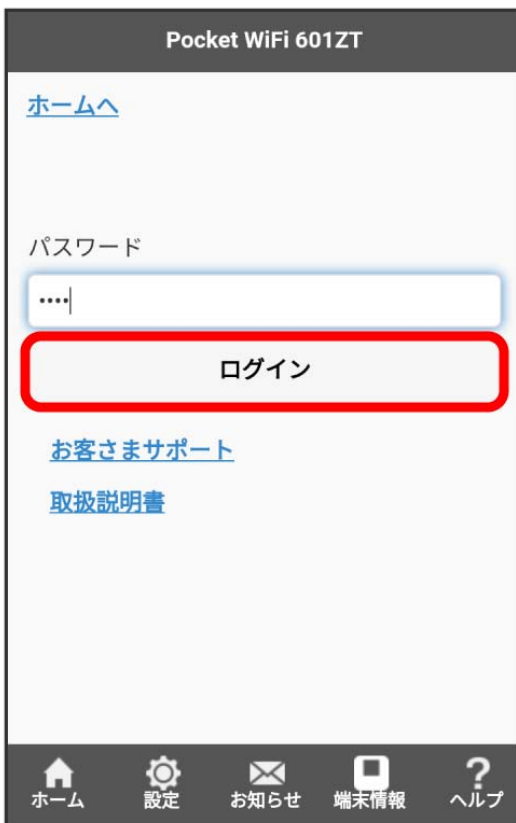 Pocket WiFi 601ZT
ホームへ
パスワード
••••
ログイン
お客さまサポート
取扱説明書
ホーム 設定 お知らせ 端末情報 ヘルプ